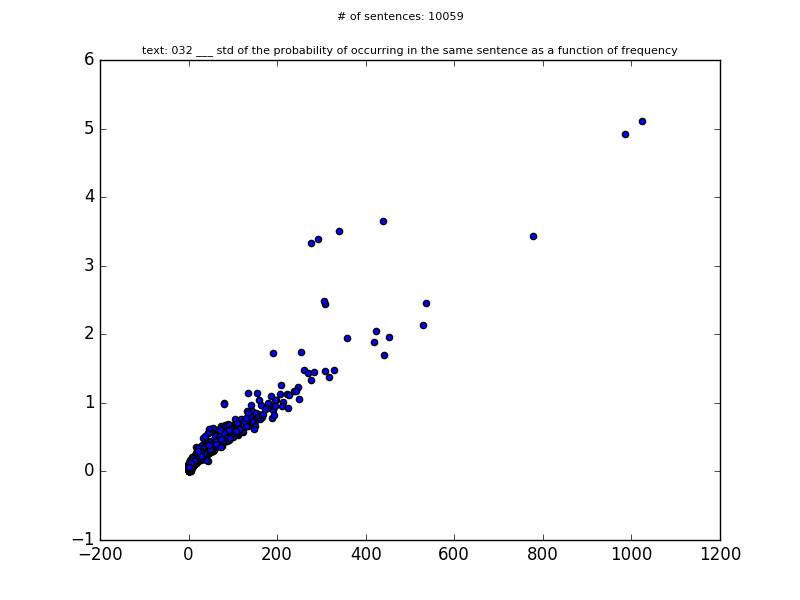 # of sentences: 10059
text: 032 ___ std of the probability of occurring in the same sentence as a function of frequency
6
5
4
3
2
1
0
−1
−200 0 200 400 600 800 1000 1200